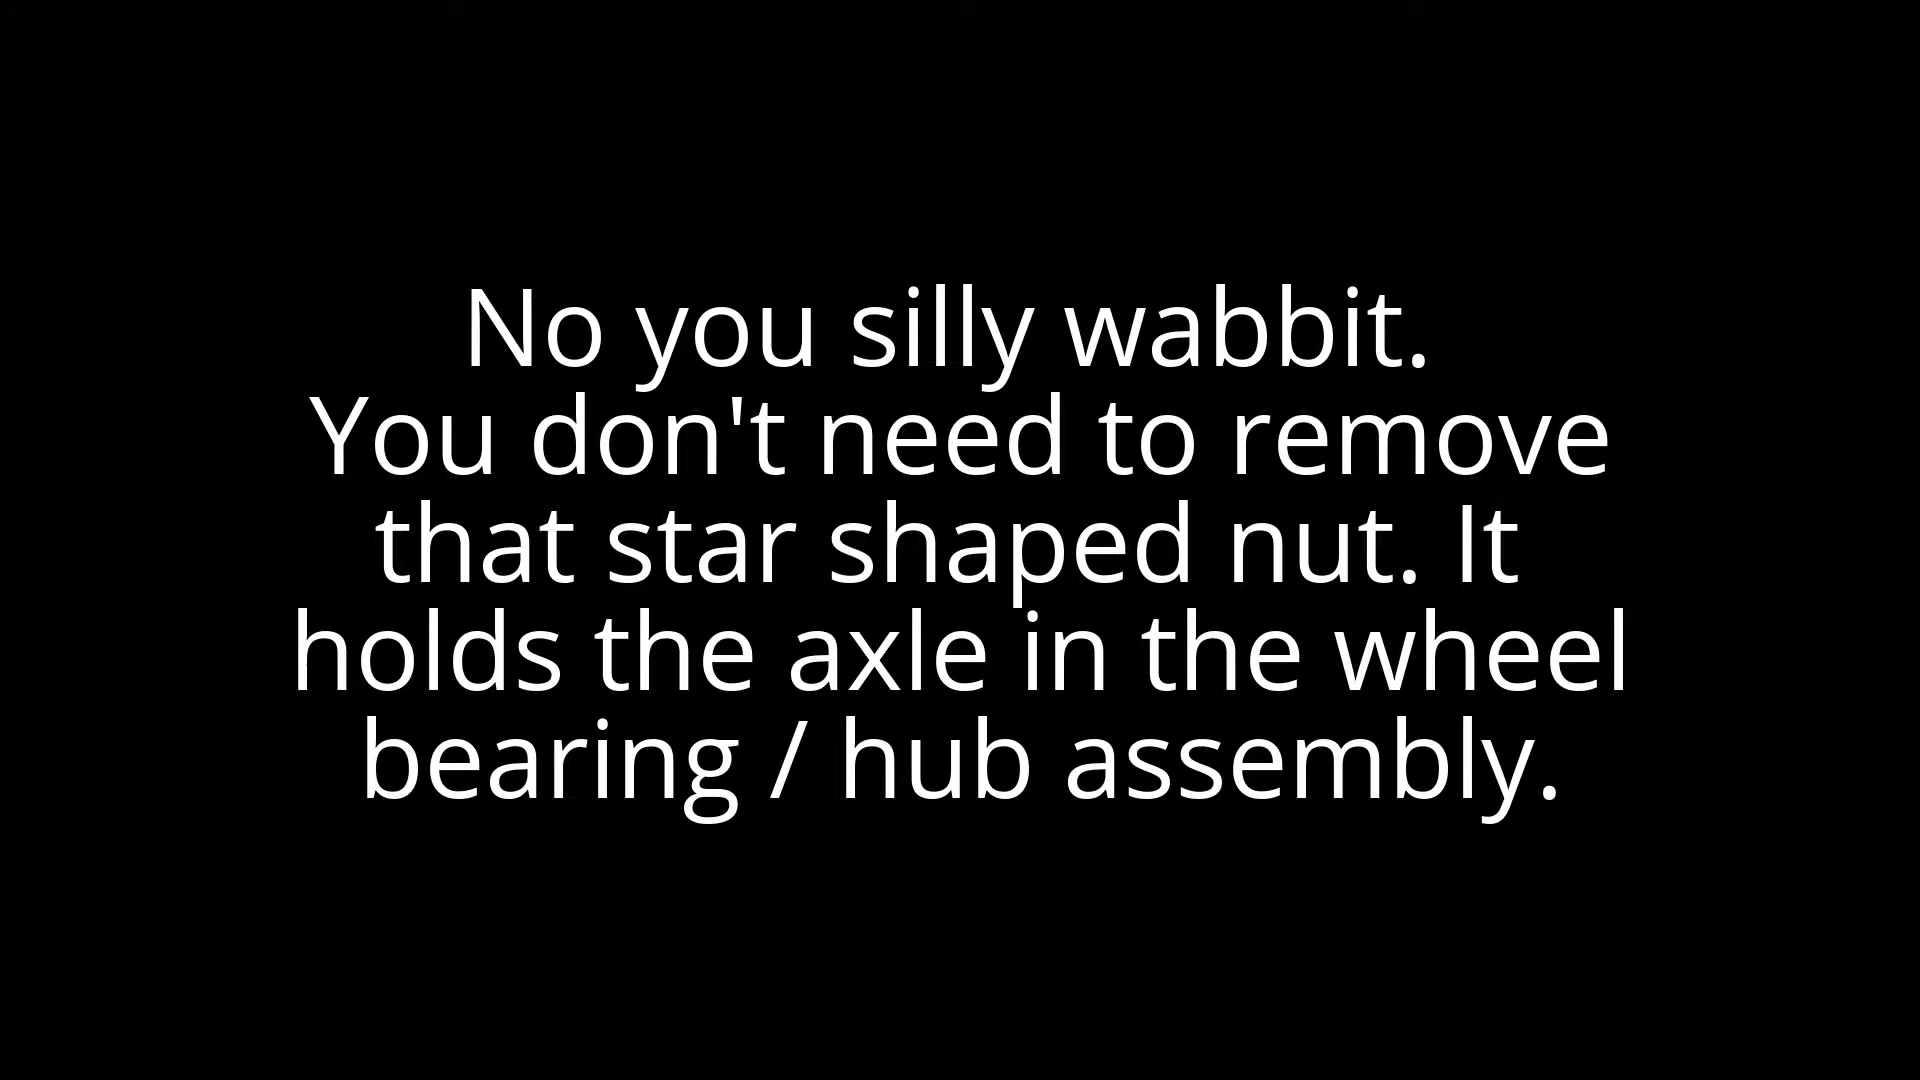 No you silly wabbit.
You don't need to remove
that star shaped nut. It
holds the axle in the wheel
bearing / hub assembly.